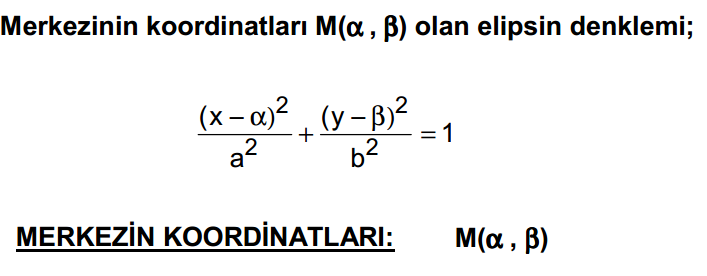 Merkezinin koordinatları M(α , β) olan elipsin denklemi;
(x – α)² / a² + (y – β)² / b² = 1
MERKEZİN KOORDİNATLARI: M(α , β)